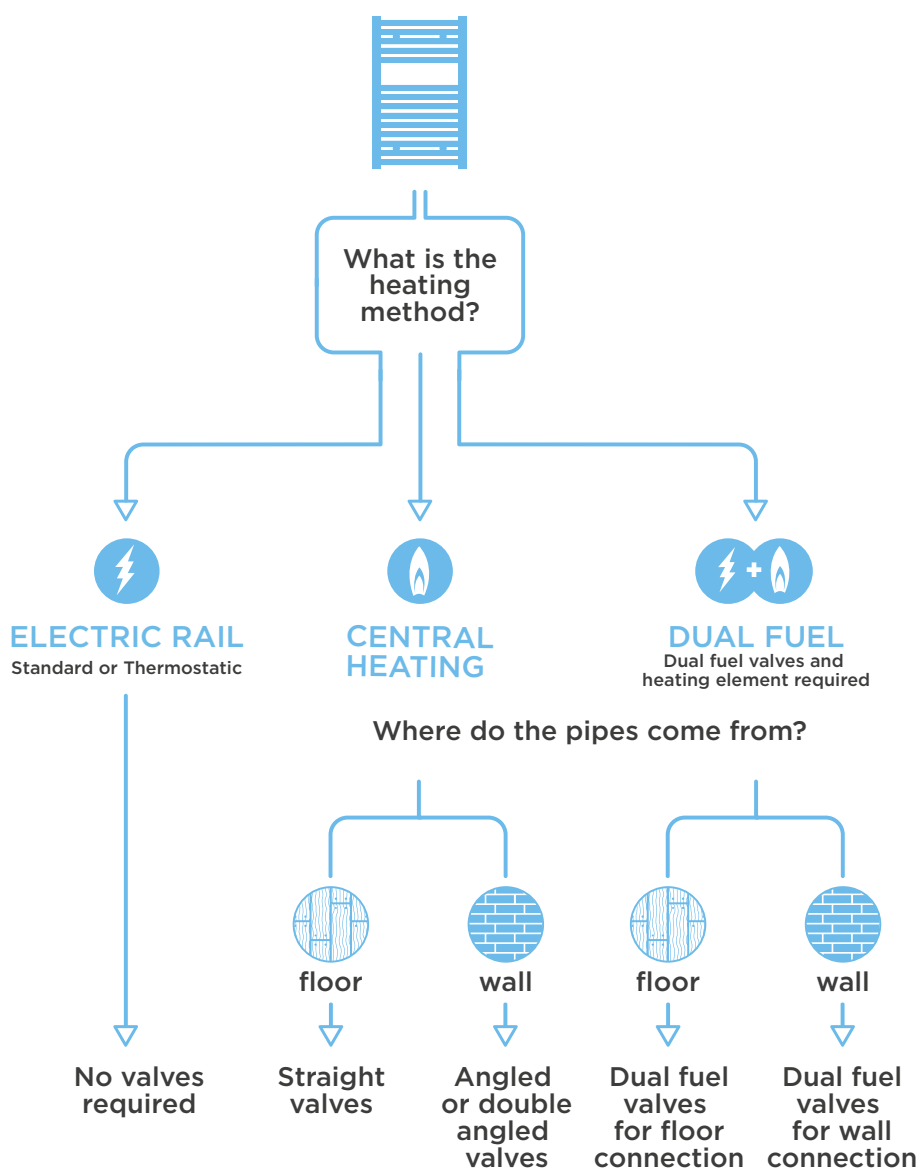 What is the
heating
method?
ELECTRIC RAIL
Standard or Thermostatic
CENTRAL
HEATING
DUAL FUEL
Dual fuel valves and
heating element required
Where do the pipes come from?
floor
wall
floor
wall
No valves
required
Straight
valves
Angled
or double
angled
valves
Dual fuel
valves
for floor
connection
Dual fuel
valves
for wall
connection